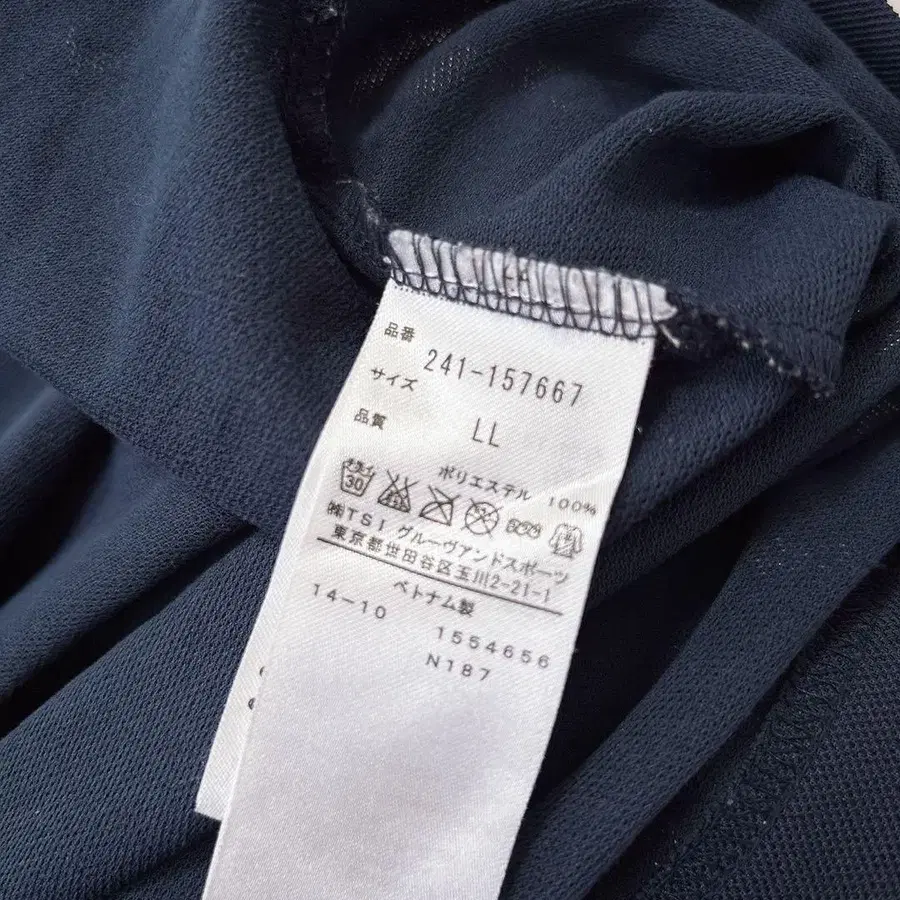 品番 241-157667
サイズ LL
品質
ポリエステル 100%
㈱TSI グルーヴアンドスポーツ
東京都世田谷区玉川2-21-1
ベトナム製
14-10
1554656
N187